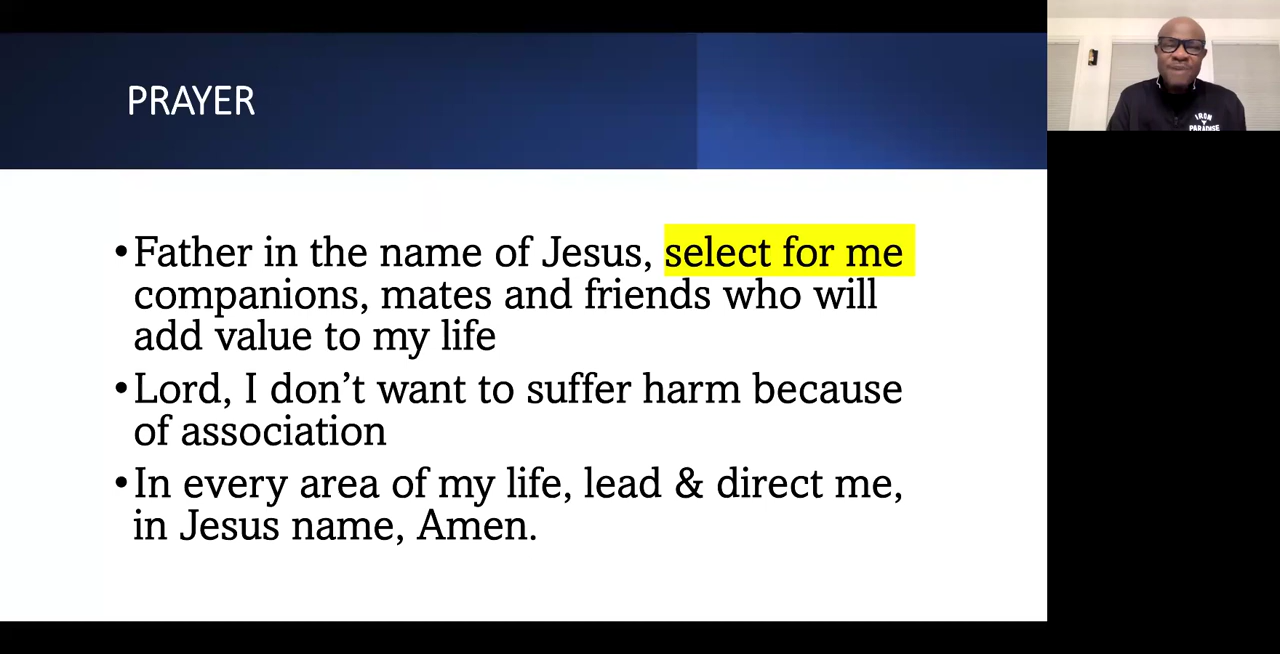 PRAYER
•Father in the name of Jesus, select for me
companions, mates and friends who will
add value to my life
•Lord, I don’t want to suffer harm because
of association
•In every area of my life, lead & direct me,
in Jesus name, Amen.
IRON
PARADISE